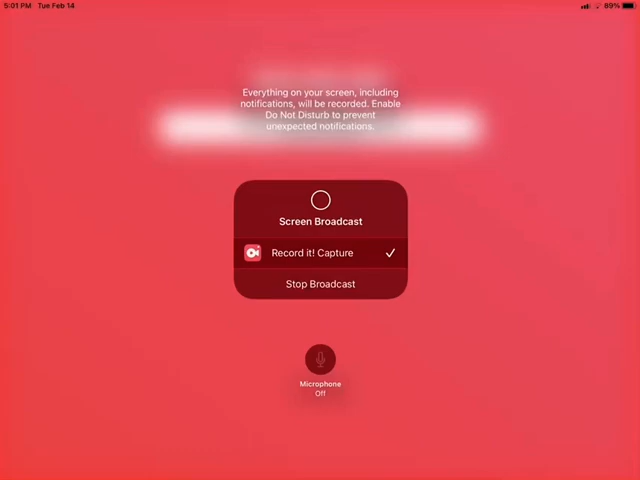 5:01 PM Tue Feb 14
89%
Everything on your screen, including
notifications, will be recorded. Enable
Do Not Disturb to prevent
unexpected notifications.
Screen Broadcast
Record it! Capture
Stop Broadcast
Microphone
Off